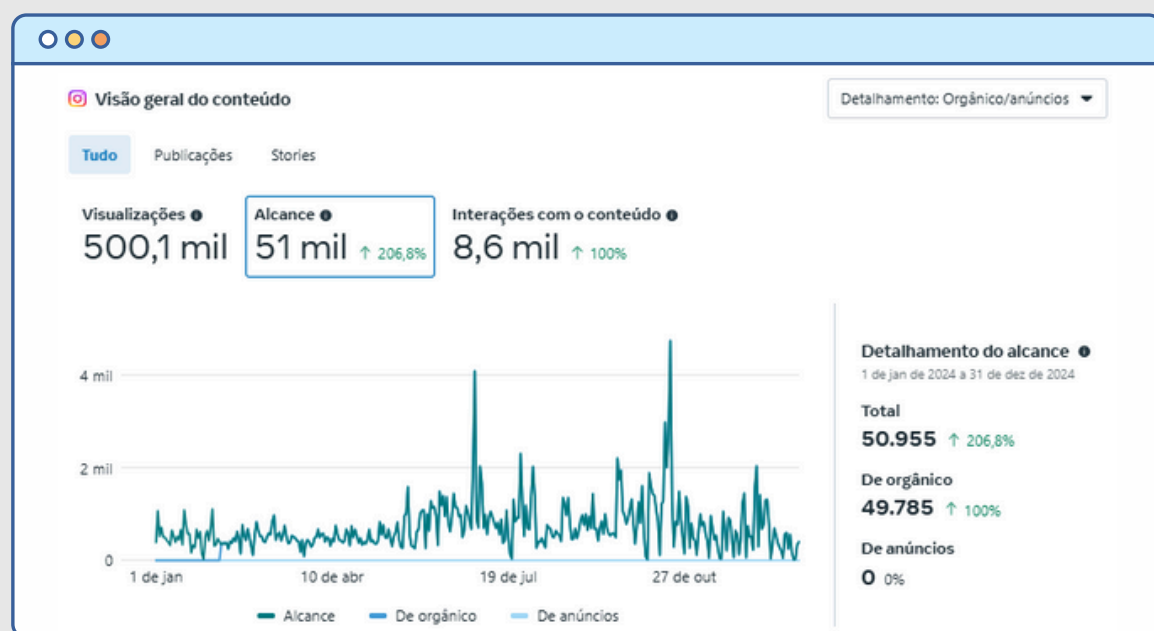 Visão geral do conteúdo
Detalhamento: Orgânico/anúncios
Tudo Publicações Stories
Visualizações Alcance Interações com o conteúdo
500,1 mil 51 mil ↑ 206,8% 8,6 mil ↑ 100%
4 mil
2 mil
0
1 de jan 10 de abr 19 de jul 27 de out
Alcance De orgânico De anúncios
Detalhamento do alcance
1 de jan de 2024 a 31 de dez de 2024
Total
50.955 ↑ 206,8%
De orgânico
49.785 ↑ 100%
De anúncios
0 0%